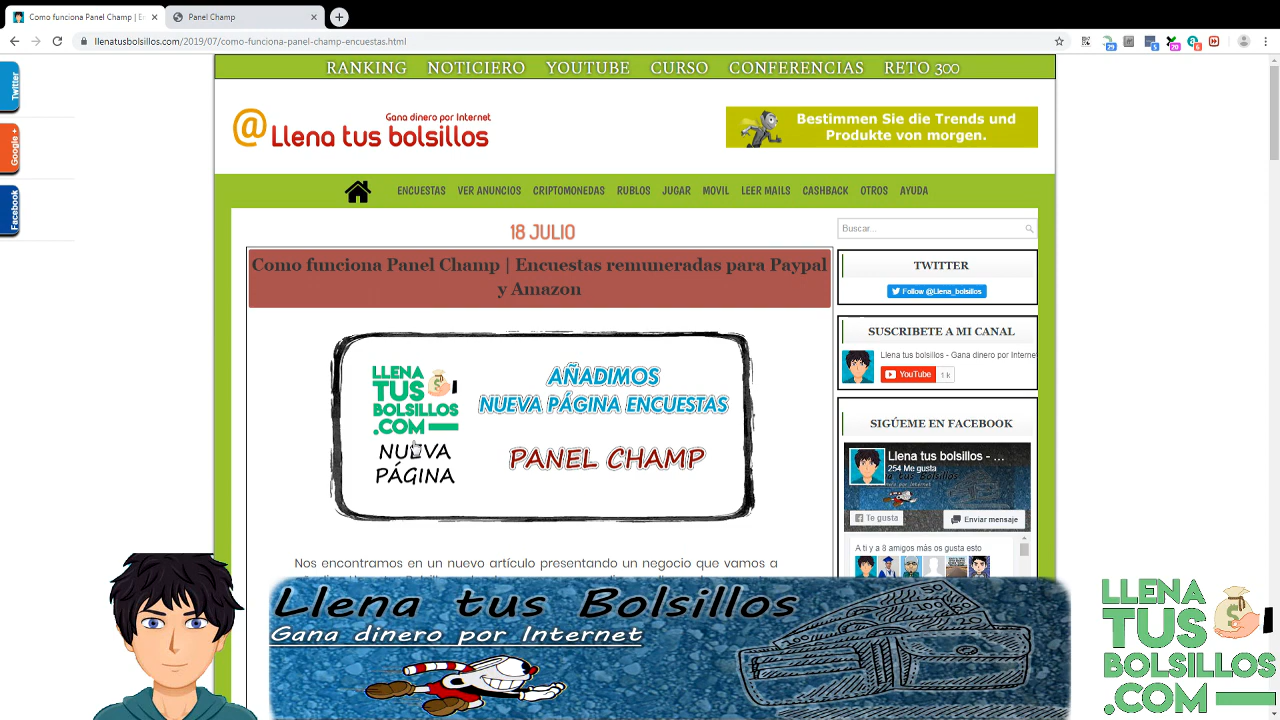 Como funciona Panel Champ | E
Panel Champ
llenatusbolsillos.com/2019/07/como-funciona-panel-champ-encuestas.html
RANKING NOTICIERO YOUTUBE CURSO CONFERENCIAS RETO 300
Twitter
Google +
Facebook
Gana dinero por Internet
@Llena tus bolsillos
Bestimmen Sie die Trends und
Produkte von morgen.
ENCUESTAS VER ANUNCIOS CRIPTOMONEDAS RUBLOS JUGAR MOVIL LEER MAILS CASHBACK OTROS AYUDA
18 JULIO
Como funciona Panel Champ | Encuestas remuneradas para Paypal
y Amazon
LLENA
TUS
BOLSILLOS
.COM
NUEVA
PÁGINA
AÑADIMOS
NUEVA PÁGINA ENCUESTAS
PANEL CHAMP
Nos encontramos en un nuevo artículo presentando un negocio que vamos a
Buscar...
TWITTER
Follow @Llena_bolsillos
SUSCRIBETE A MI CANAL
Llena tus bolsillos - Gana dinero por Interne
YouTube 1 k
SIGÚEME EN FACEBOOK
Llena tus bolsillos - ...
254 Me gusta
Te gusta
Enviar mensaje
A ti y a 8 amigos más os gusta esto
Llena tus Bolsillos
Gana dinero por Internet
LLENA
TUS
BOLSILLOS
.COM